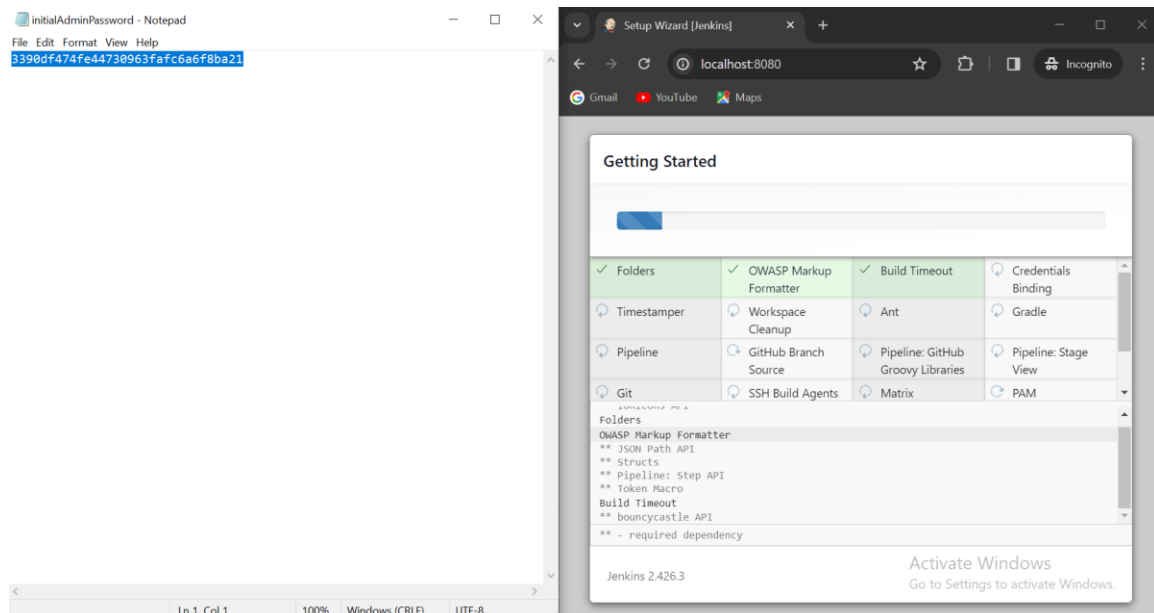 initialAdminPassword - Notepad
File Edit Format View Help
3390df474fe44730963fafc6a6f8ba21
Ln 1, Col 1 100% Windows (CRLF) UTF-8
Setup Wizard [Jenkins]
localhost:8080
Incognito
Gmail YouTube Maps
Getting Started
Folders
OWASP Markup
Formatter
Build Timeout
Credentials
Binding
Timestamper
Workspace
Cleanup
Ant
Gradle
Pipeline
GitHub Branch
Source
Pipeline: GitHub
Groovy Libraries
Pipeline: Stage
View
Git
SSH Build Agents
Matrix
PAM
Ionicons API
Folders
OWASP Markup Formatter
** JSON Path API
** Structs
** Pipeline: Step API
** Token Macro
Build Timeout
** bouncycastle API
** - required dependency
Jenkins 2.426.3
Activate Windows
Go to Settings to activate Windows.